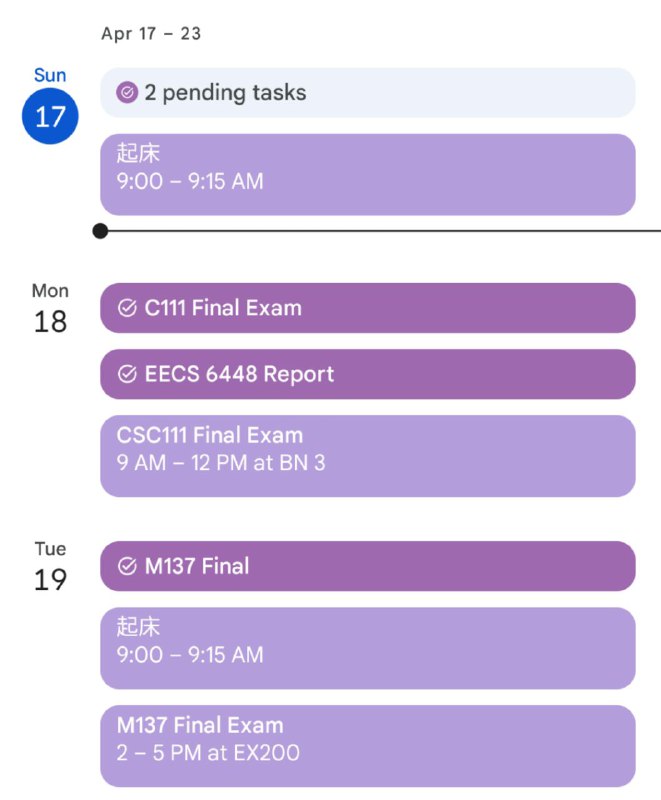 Apr 17 – 23
Sun
17
2 pending tasks
起床
9:00 – 9:15 AM
Mon
18
C111 Final Exam
EECS 6448 Report
CSC111 Final Exam
9 AM – 12 PM at BN 3
Tue
19
M137 Final
起床
9:00 – 9:15 AM
M137 Final Exam
2 – 5 PM at EX200